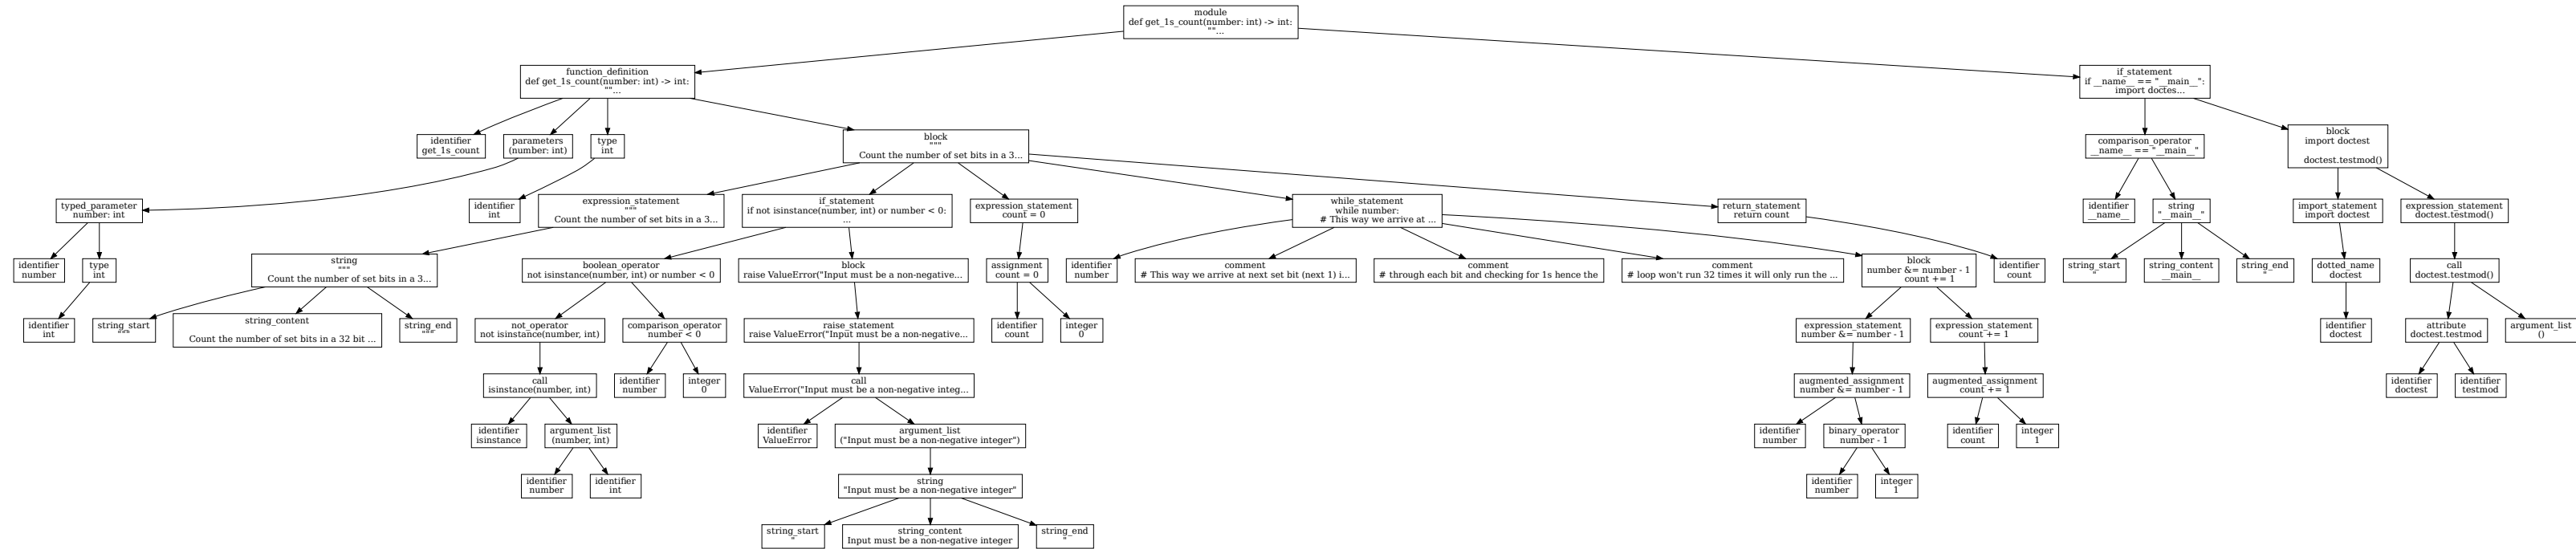 module
def get_1s_count(number: int) -> int:
""...
function_definition
def get_1s_count(number: int) -> int:
""...
if_statement
if __name__ == "__main__":
import doctes...
identifier
get_1s_count
parameters
(number: int)
type
int
block
"""
Count the number of set bits in a 3...
comparison_operator
__name__ == "__main__"
block
import doctest
doctest.testmod()
typed_parameter
number: int
identifier
int
expression_statement
"""
Count the number of set bits in a 3...
if_statement
if not isinstance(number, int) or number < 0:
...
expression_statement
count = 0
while_statement
while number:
# This way we arrive at ...
return_statement
return count
identifier
__name__
string
"__main__"
import_statement
import doctest
expression_statement
doctest.testmod()
identifier
number
type
int
string
"""
Count the number of set bits in a 3...
boolean_operator
not isinstance(number, int) or number < 0
block
raise ValueError("Input must be a non-negative...
assignment
count = 0
identifier
number
comment
# This way we arrive at next set bit (next 1) i...
comment
# through each bit and checking for 1s hence the
comment
# loop won't run 32 times it will only run the ...
block
number &= number - 1
count += 1
identifier
count
string_start
"
string_content
__main__
string_end
"
dotted_name
doctest
call
doctest.testmod()
identifier
int
string_start
"""
string_content
Count the number of set bits in a 32 bit ...
string_end
"""
not_operator
not isinstance(number, int)
comparison_operator
number < 0
raise_statement
raise ValueError("Input must be a non-negative...
identifier
count
integer
0
expression_statement
number &= number - 1
expression_statement
count += 1
identifier
doctest
attribute
doctest.testmod
argument_list
()
call
isinstance(number, int)
identifier
number
integer
0
call
ValueError("Input must be a non-negative integ...
augmented_assignment
number &= number - 1
augmented_assignment
count += 1
identifier
doctest
identifier
testmod
identifier
isinstance
argument_list
(number, int)
identifier
ValueError
argument_list
("Input must be a non-negative integer")
identifier
number
binary_operator
number - 1
identifier
count
integer
1
identifier
number
identifier
int
string
"Input must be a non-negative integer"
identifier
number
integer
1
string_start
"
string_content
Input must be a non-negative integer
string_end
"